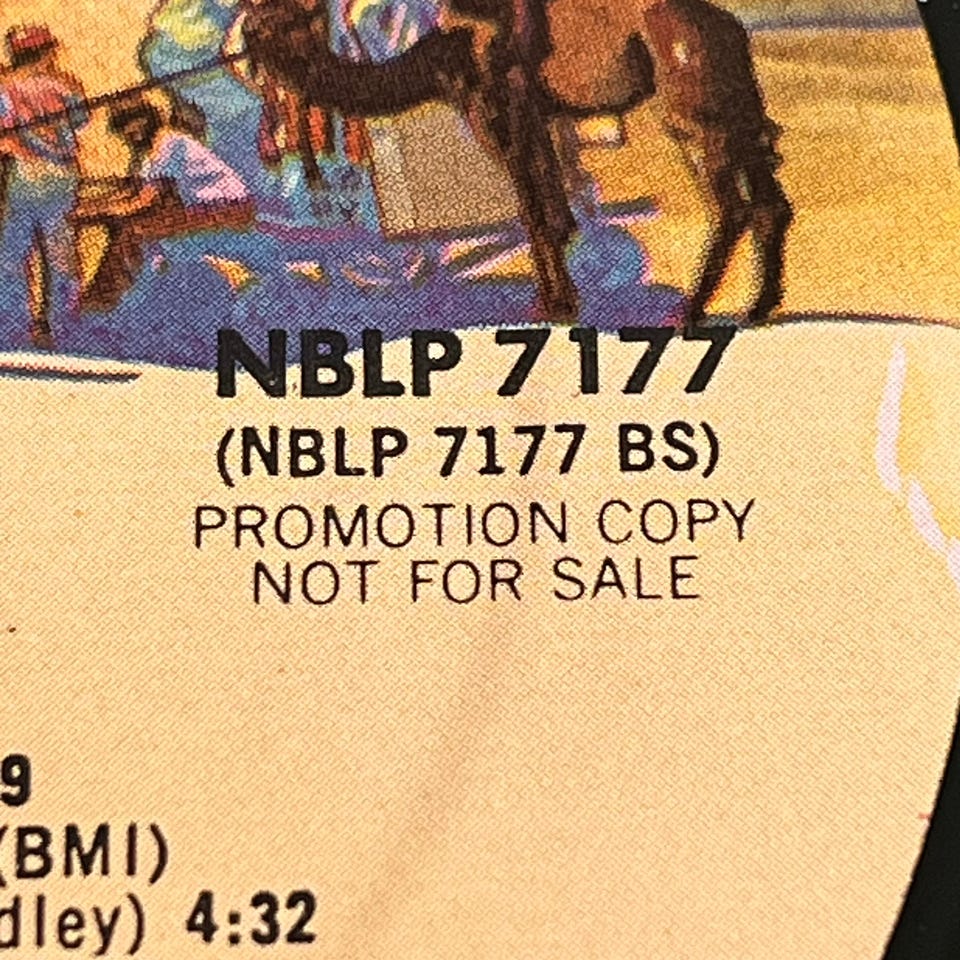 NBLP 7177
(NBLP 7177 BS)
PROMOTION COPY
NOT FOR SALE
9
(BMI)
dley) 4:32